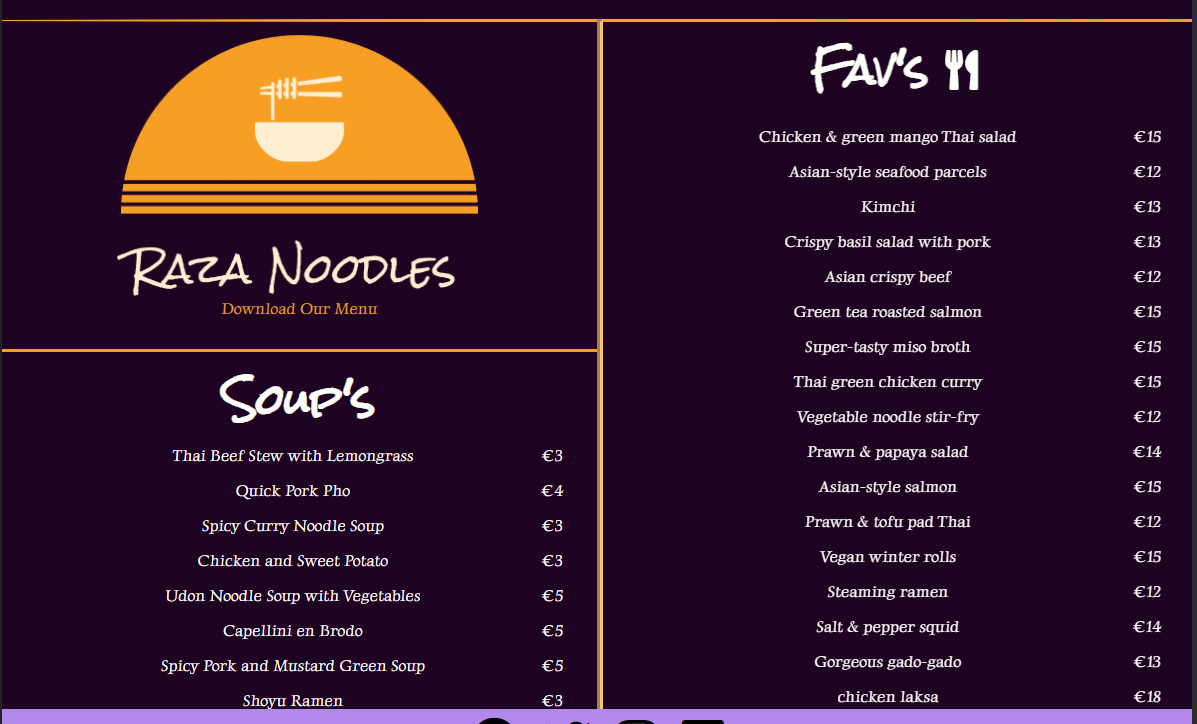 Raza Noodles
Download Our Menu
Soup's
Thai Beef Stew with Lemongrass €3
Quick Pork Pho €4
Spicy Curry Noodle Soup €3
Chicken and Sweet Potato €3
Udon Noodle Soup with Vegetables €5
Capellini en Brodo €5
Spicy Pork and Mustard Green Soup €5
Shoyu Ramen €3
Fav's
Chicken & green mango Thai salad €15
Asian-style seafood parcels €12
Kimchi €13
Crispy basil salad with pork €13
Asian crispy beef €12
Green tea roasted salmon €15
Super-tasty miso broth €15
Thai green chicken curry €15
Vegetable noodle stir-fry €12
Prawn & papaya salad €14
Asian-style salmon €15
Prawn & tofu pad Thai €12
Vegan winter rolls €15
Steaming ramen €12
Salt & pepper squid €14
Gorgeous gado-gado €13
chicken laksa €18